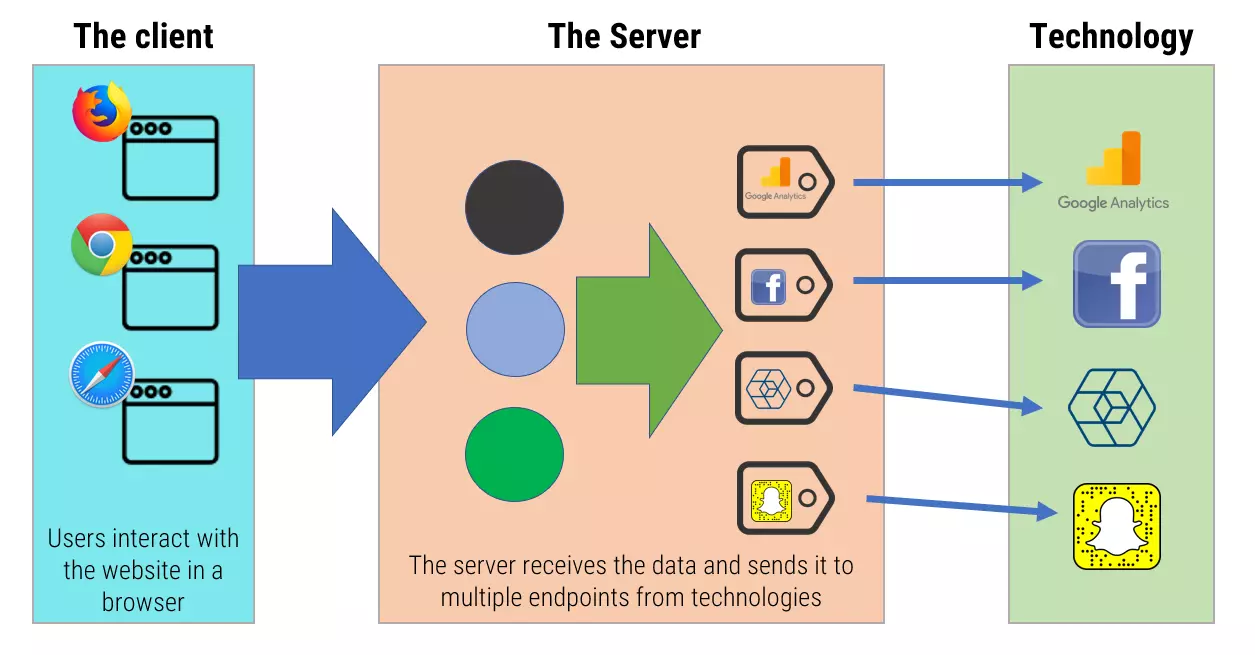 The client
The Server
Technology
Users interact with
the website in a
browser
Google Analytics
f
The server receives the data and sends it to
multiple endpoints from technologies
Google Analytics
f